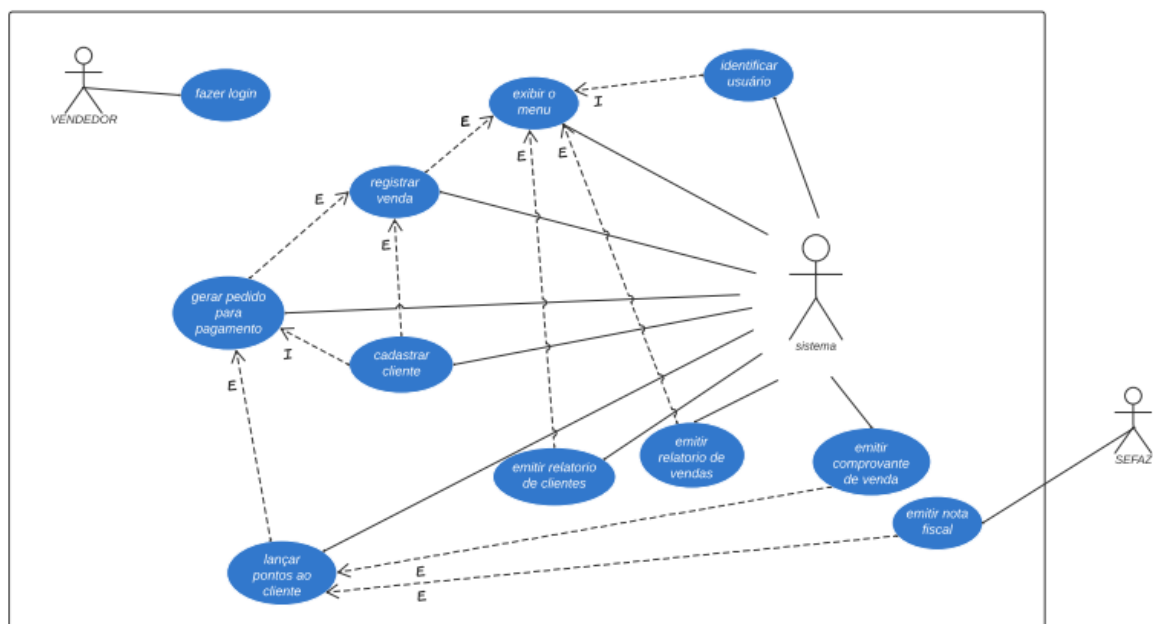 VENDEDOR
fazer login
exibir o
menu
identificar
usuário
I
E
E
E
registrar
venda
E
E
gerar pedido
para
pagamento
I
cadastrar
cliente
E
sistema
emitir relatorio
de clientes
emitir
relatorio de
vendas
emitir
comprovante
de venda
SEFAZ
emitir nota
fiscal
lançar
pontos ao
cliente
E
E